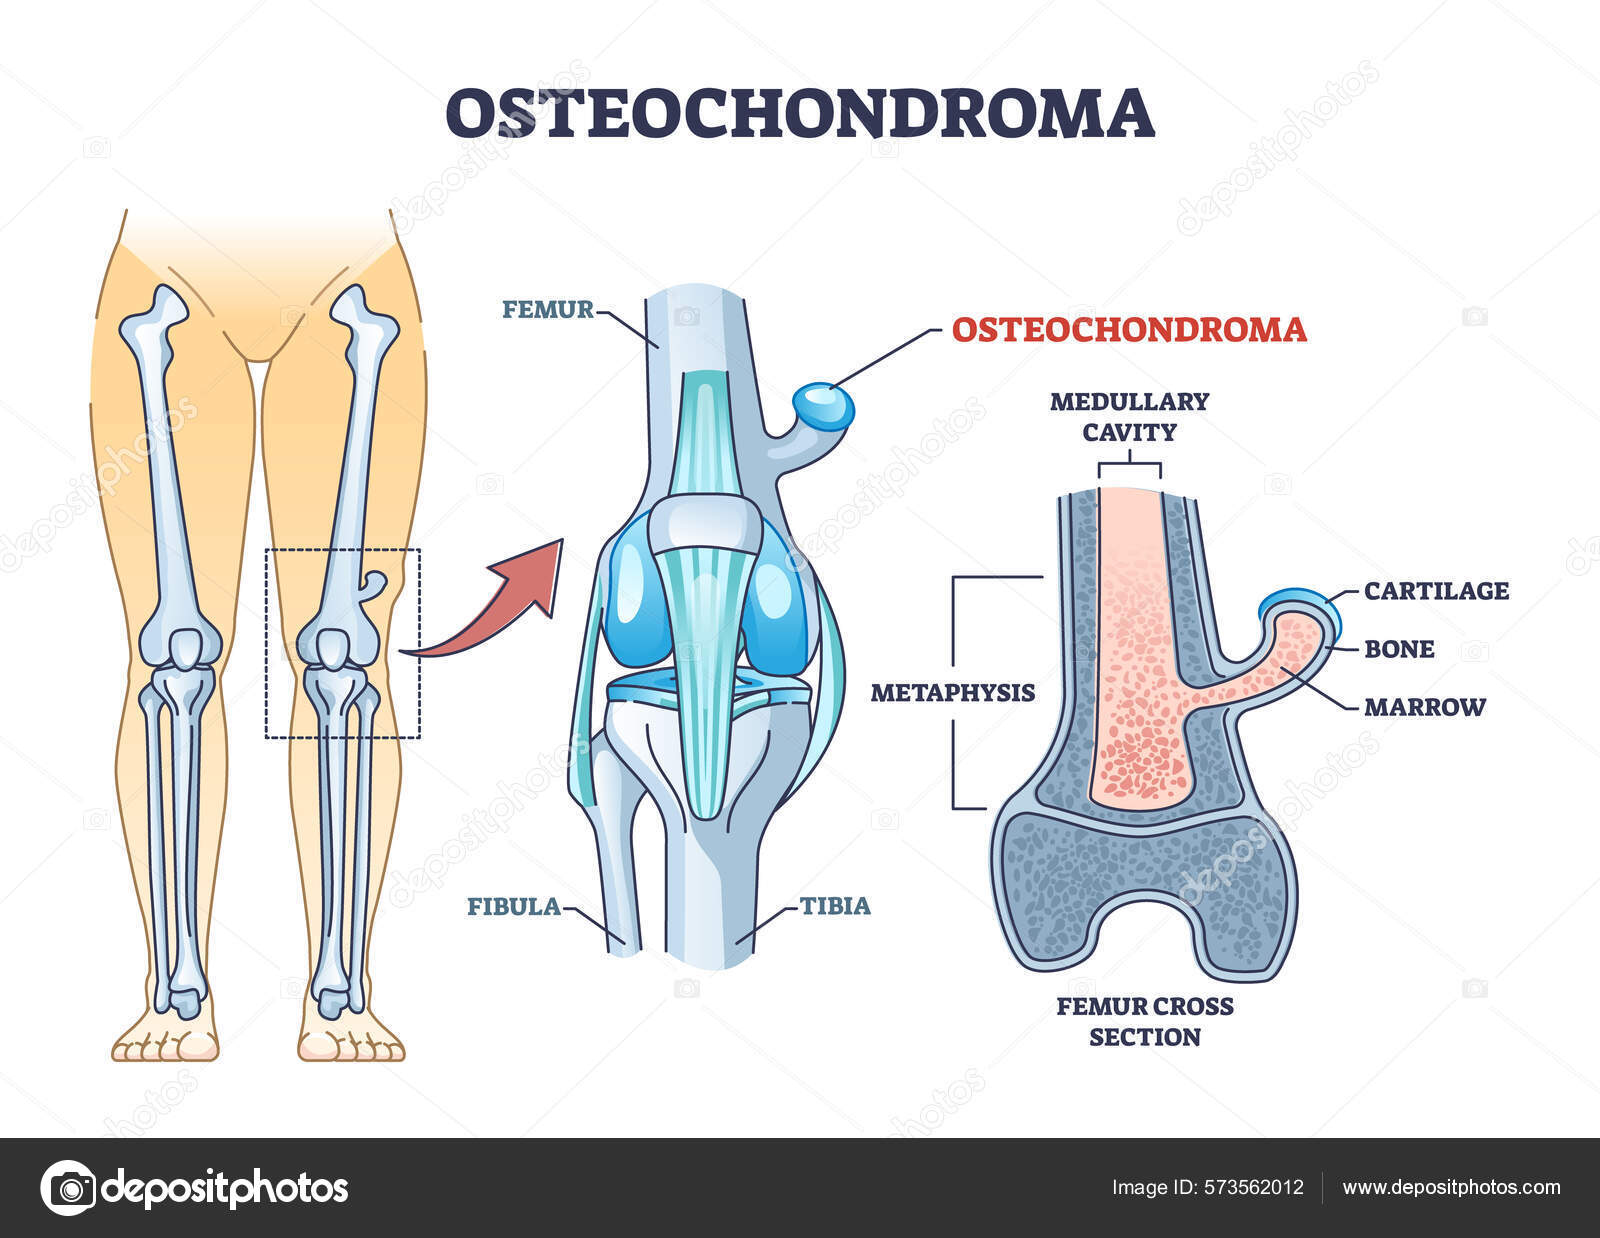 OSTEOCHONDROMA
FEMUR
OSTEOCHONDROMA
MEDULLARY
CAVITY
CARTILAGE
BONE
METAPHYSIS
MARROW
FIBULA
TIBIA
FEMUR CROSS
SECTION
depositphotos
Image ID: 573562012
www.depositphotos.com